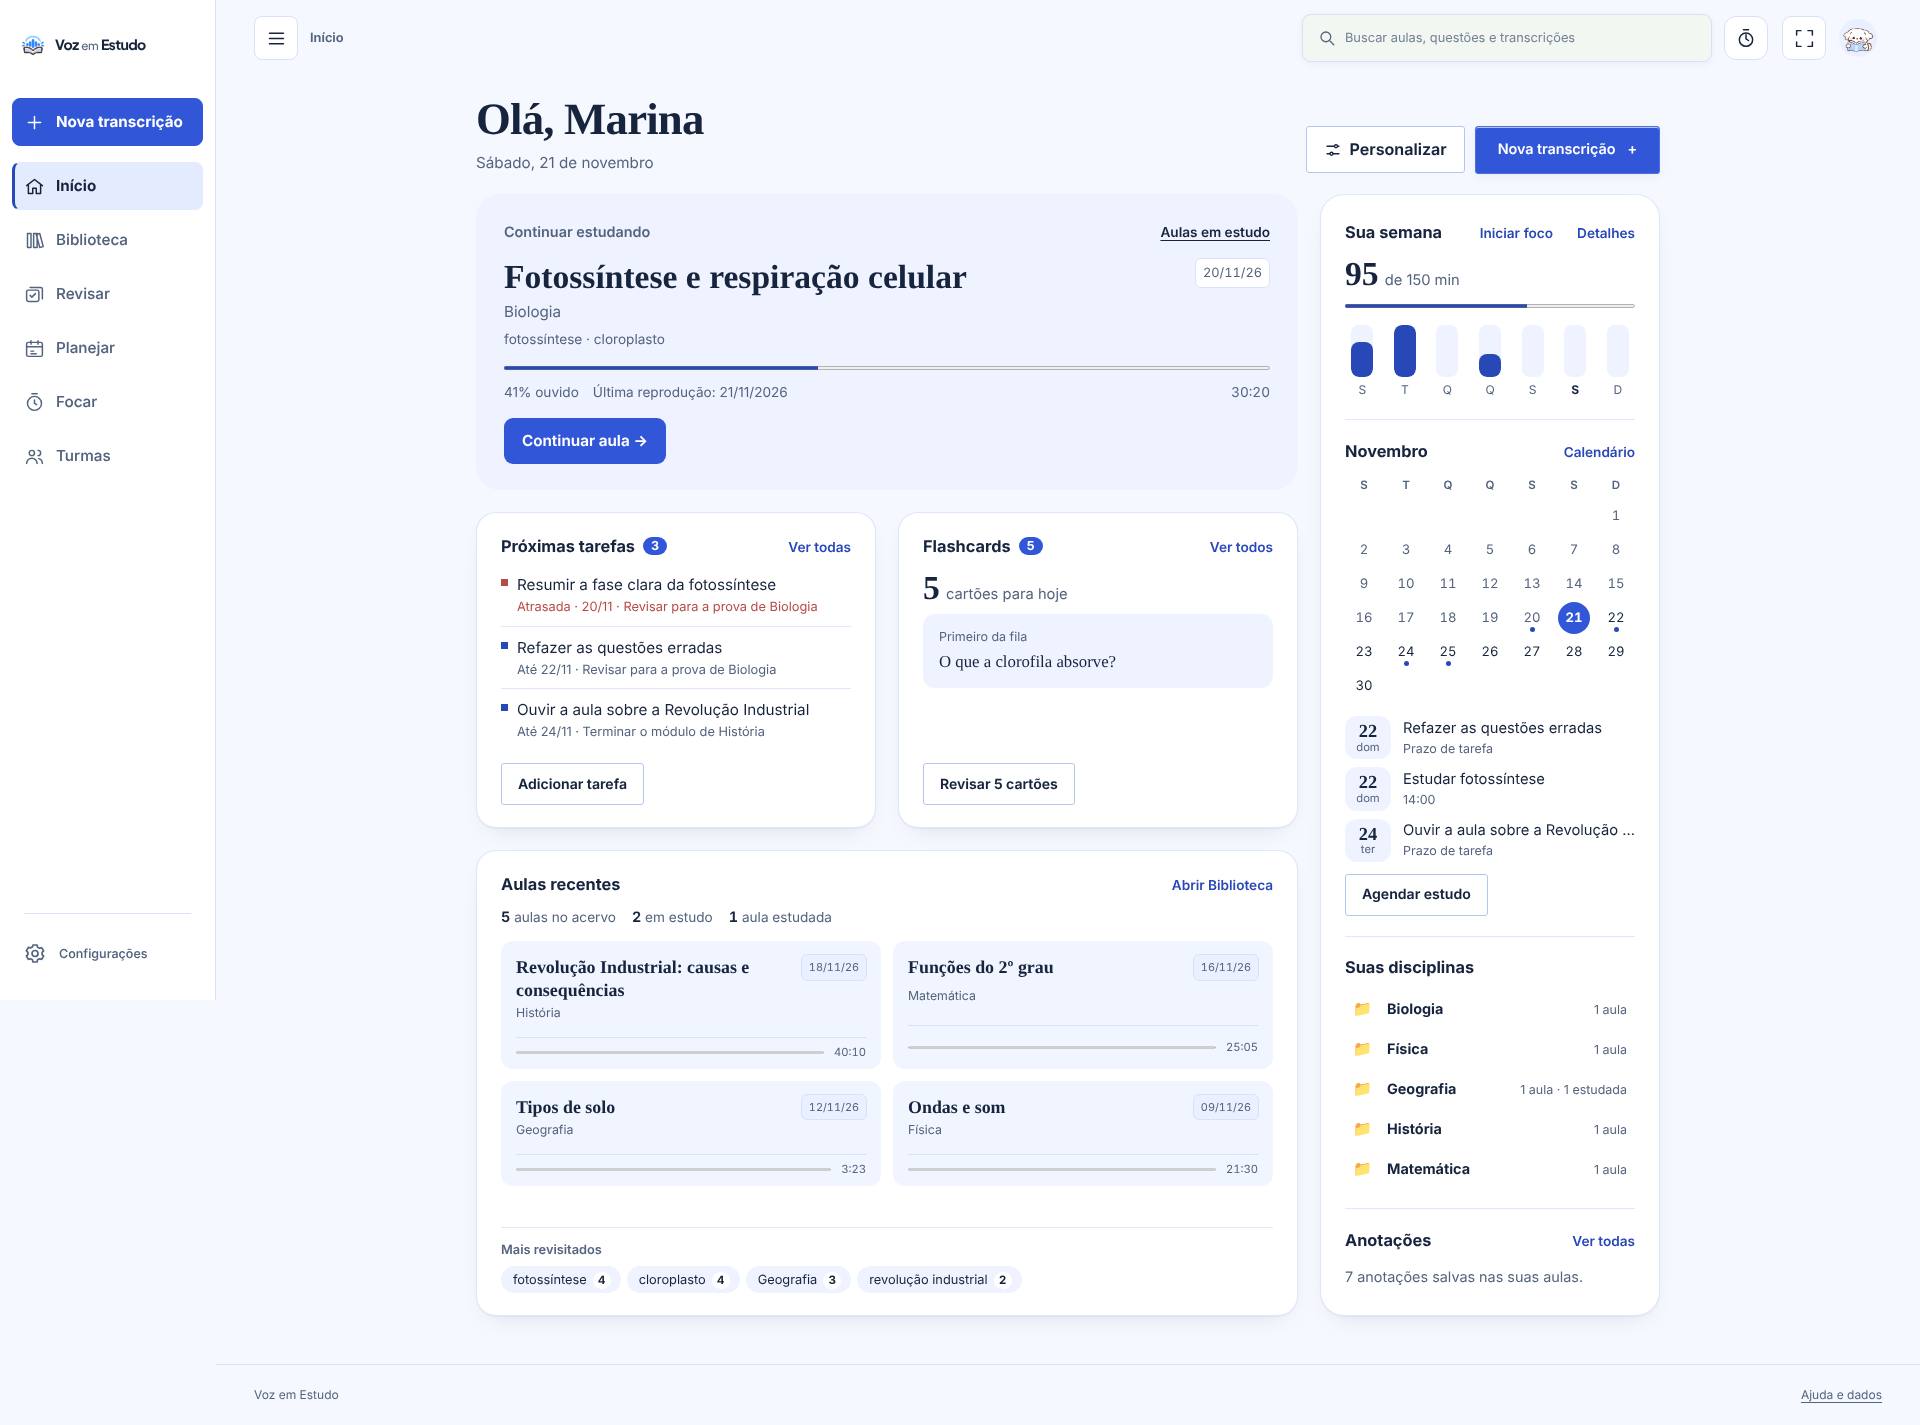 Voz em Estudo
Nova transcrição
Início
Biblioteca
Revisar
Planejar
Focar
Turmas
Configurações
Início
Buscar aulas, questões e transcrições
Olá, Marina
Sábado, 21 de novembro
Personalizar
Nova transcrição +
Continuar estudando
Aulas em estudo
Fotossíntese e respiração celular
20/11/26
Biologia
fotossíntese · cloroplasto
41% ouvido Última reprodução: 21/11/2026 30:20
Continuar aula →
Próximas tarefas 3 Ver todas
Resumir a fase clara da fotossíntese
Atrasada · 20/11 · Revisar para a prova de Biologia
Refazer as questões erradas
Até 22/11 · Revisar para a prova de Biologia
Ouvir a aula sobre a Revolução Industrial
Até 24/11 · Terminar o módulo de História
Adicionar tarefa
Flashcards 5 Ver todos
5 cartões para hoje
Primeiro da fila
O que a clorofila absorve?
Revisar 5 cartões
Aulas recentes Abrir Biblioteca
5 aulas no acervo 2 em estudo 1 aula estudada
Revolução Industrial: causas e
consequências
18/11/26
História
40:10
Funções do 2º grau
16/11/26
Matemática
25:05
Tipos de solo
12/11/26
Geografia
3:23
Ondas e som
09/11/26
Física
21:30
Mais revisitados
fotossíntese 4 cloroplasto 4 Geografia 3 revolução industrial 2
Sua semana Iniciar foco Detalhes
95 de 150 min
S T Q Q S S D
Novembro Calendário
S T Q Q S S D
1
2 3 4 5 6 7 8
9 10 11 12 13 14 15
16 17 18 19 20 21 22
23 24 25 26 27 28 29
30
22 dom
Refazer as questões erradas
Prazo de tarefa
22 dom
Estudar fotossíntese
14:00
24 ter
Ouvir a aula sobre a Revolução ...
Prazo de tarefa
Agendar estudo
Suas disciplinas
Biologia 1 aula
Física 1 aula
Geografia 1 aula · 1 estudada
História 1 aula
Matemática 1 aula
Anotações Ver todas
7 anotações salvas nas suas aulas.
Voz em Estudo
Ajuda e dados